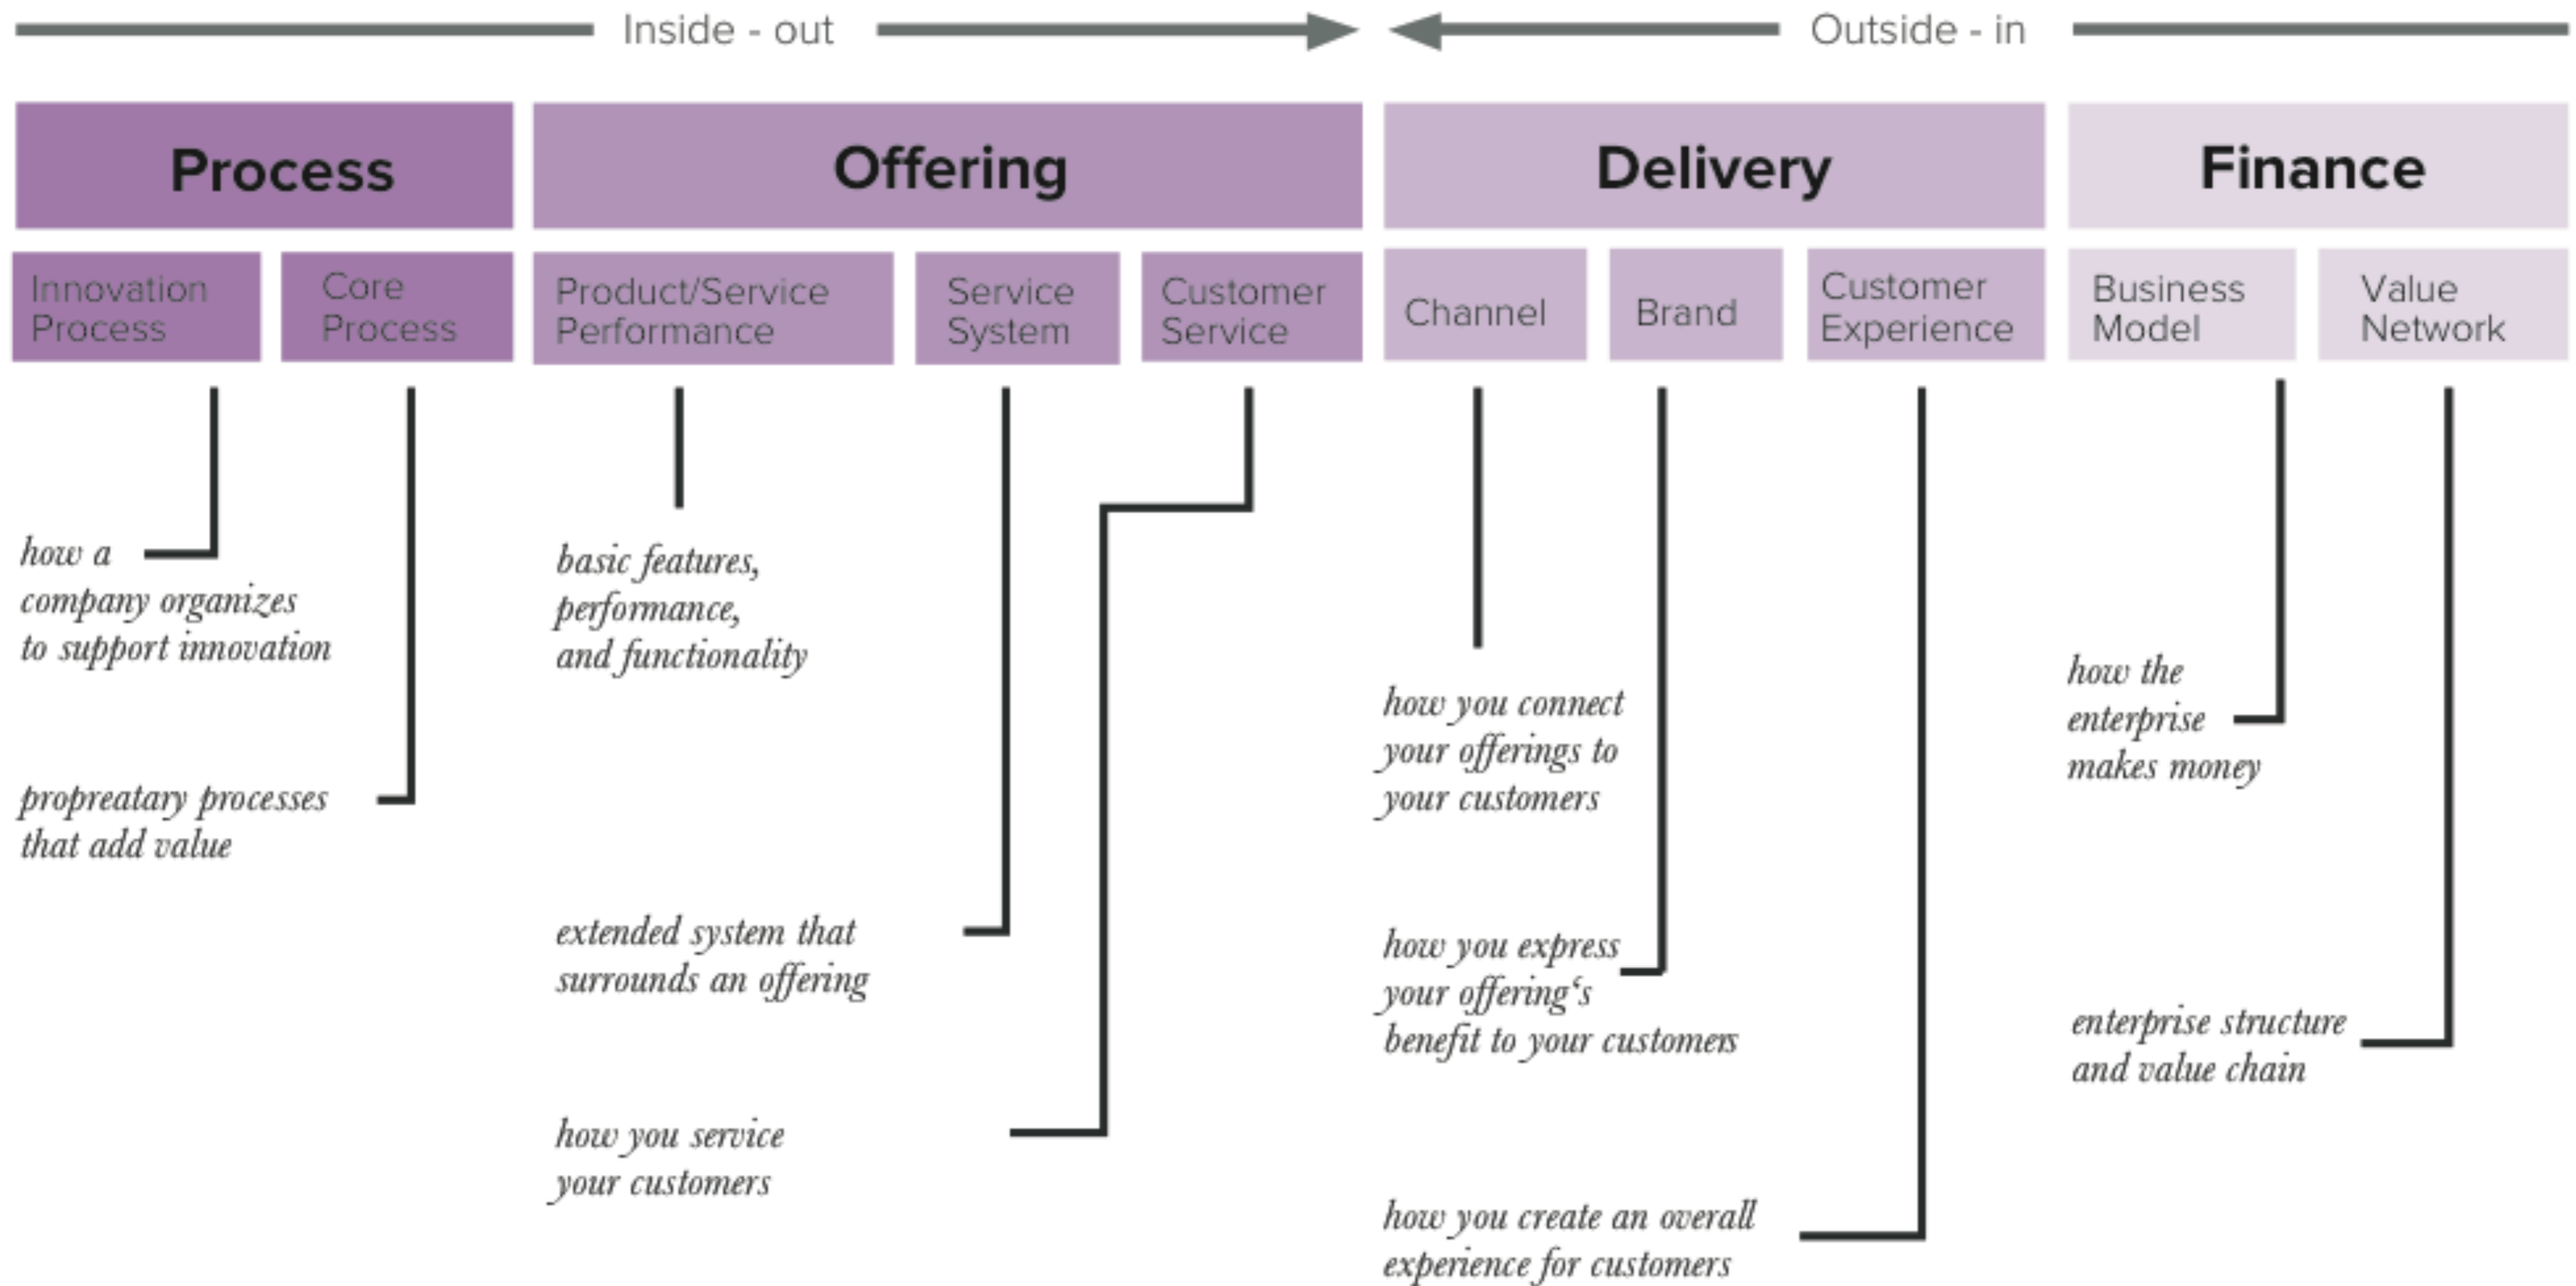 Inside - out
Outside - in
Process
Offering
Delivery
Finance
Innovation
Process
Core
Process
Product/Service
Performance
Service
System
Customer
Service
Channel
Brand
Customer
Experience
Business
Model
Value
Network
how a
company organizes
to support innovation
propreatary processes
that add value
basic features,
performance,
and functionality
extended system that
surrounds an offering
how you service
your customers
how you connect
your offerings to
your customers
how you express
your offering‘s
benefit to your customers
how you create an overall
experience for customers
how the
enterprise
makes money
enterprise structure
and value chain